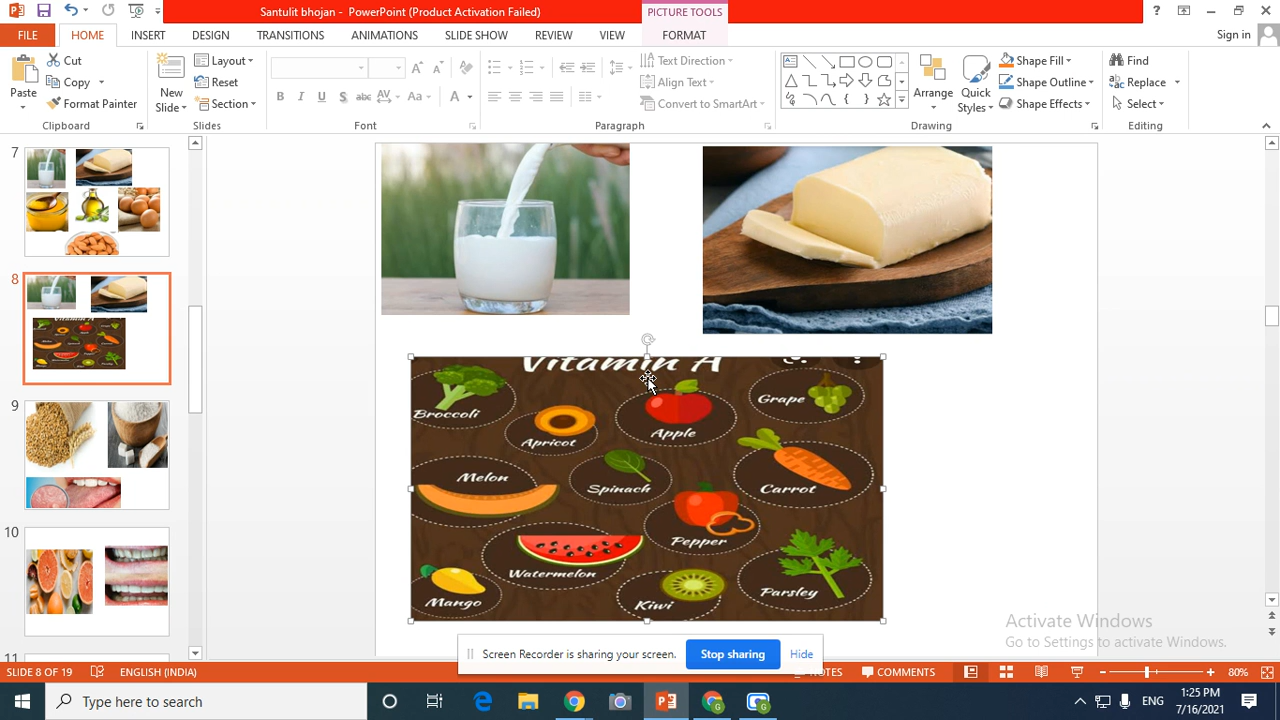 Santulit bhojan - PowerPoint (Product Activation Failed)
PICTURE TOOLS
FILE
HOME
INSERT
DESIGN
TRANSITIONS
ANIMATIONS
SLIDE SHOW
REVIEW
VIEW
FORMAT
Sign in
Paste
Cut
Copy
Format Painter
Clipboard
New
Slide
Layout
Reset
Section
Slides
Font
Text Direction
Align Text
Convert to SmartArt
Paragraph
Arrange
Quick
Styles
Shape Fill
Shape Outline
Shape Effects
Drawing
Find
Replace
Select
Editing
7
8
9
10
11
Vitamin A
Broccoli
Apricot
Apple
Grape
Melon
Spinach
Carrot
Pepper
Watermelon
Mango
Kiwi
Parsley
Activate Windows
Go to Settings to activate Windows.
Screen Recorder is sharing your screen.
Stop sharing
Hide
SLIDE 8 OF 19
ENGLISH (INDIA)
NOTES
COMMENTS
80%
Type here to search
ENG
1:25 PM
7/16/2021